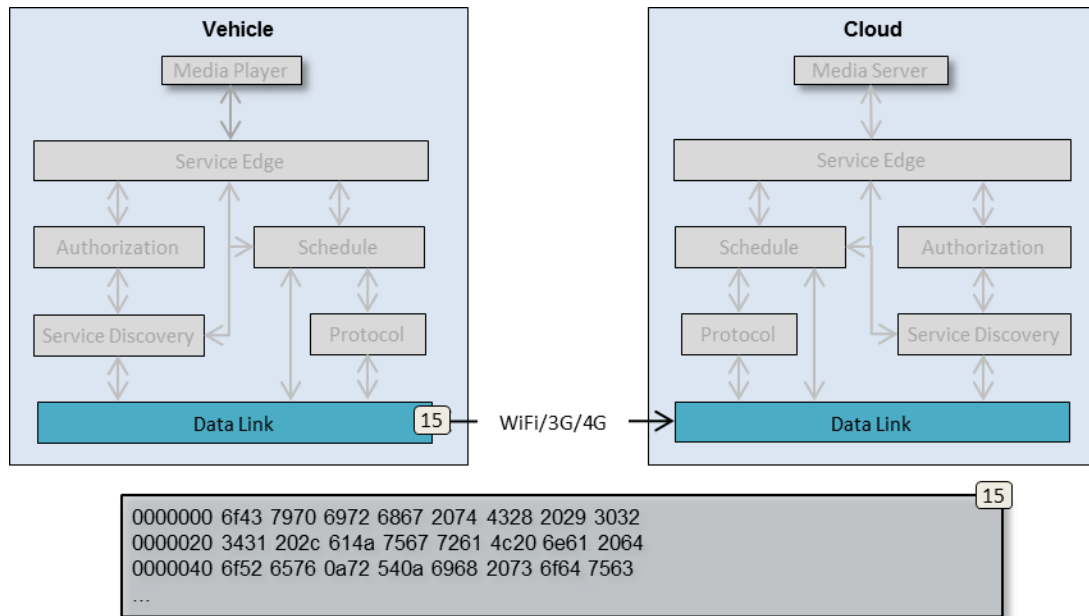 Vehicle
Cloud
Media Player
Media Server
Service Edge
Service Edge
Authorization
Schedule
Schedule
Authorization
Service Discovery
Protocol
Protocol
Service Discovery
Data Link
15
WiFi/3G/4G
Data Link
15
0000000 6f43 7970 6972 6867 2074 4328 2029 3032
0000020 3431 202c 614a 7567 7261 4c20 6e61 2064
0000040 6f52 6576 0a72 540a 6968 2073 6f64 7563
...